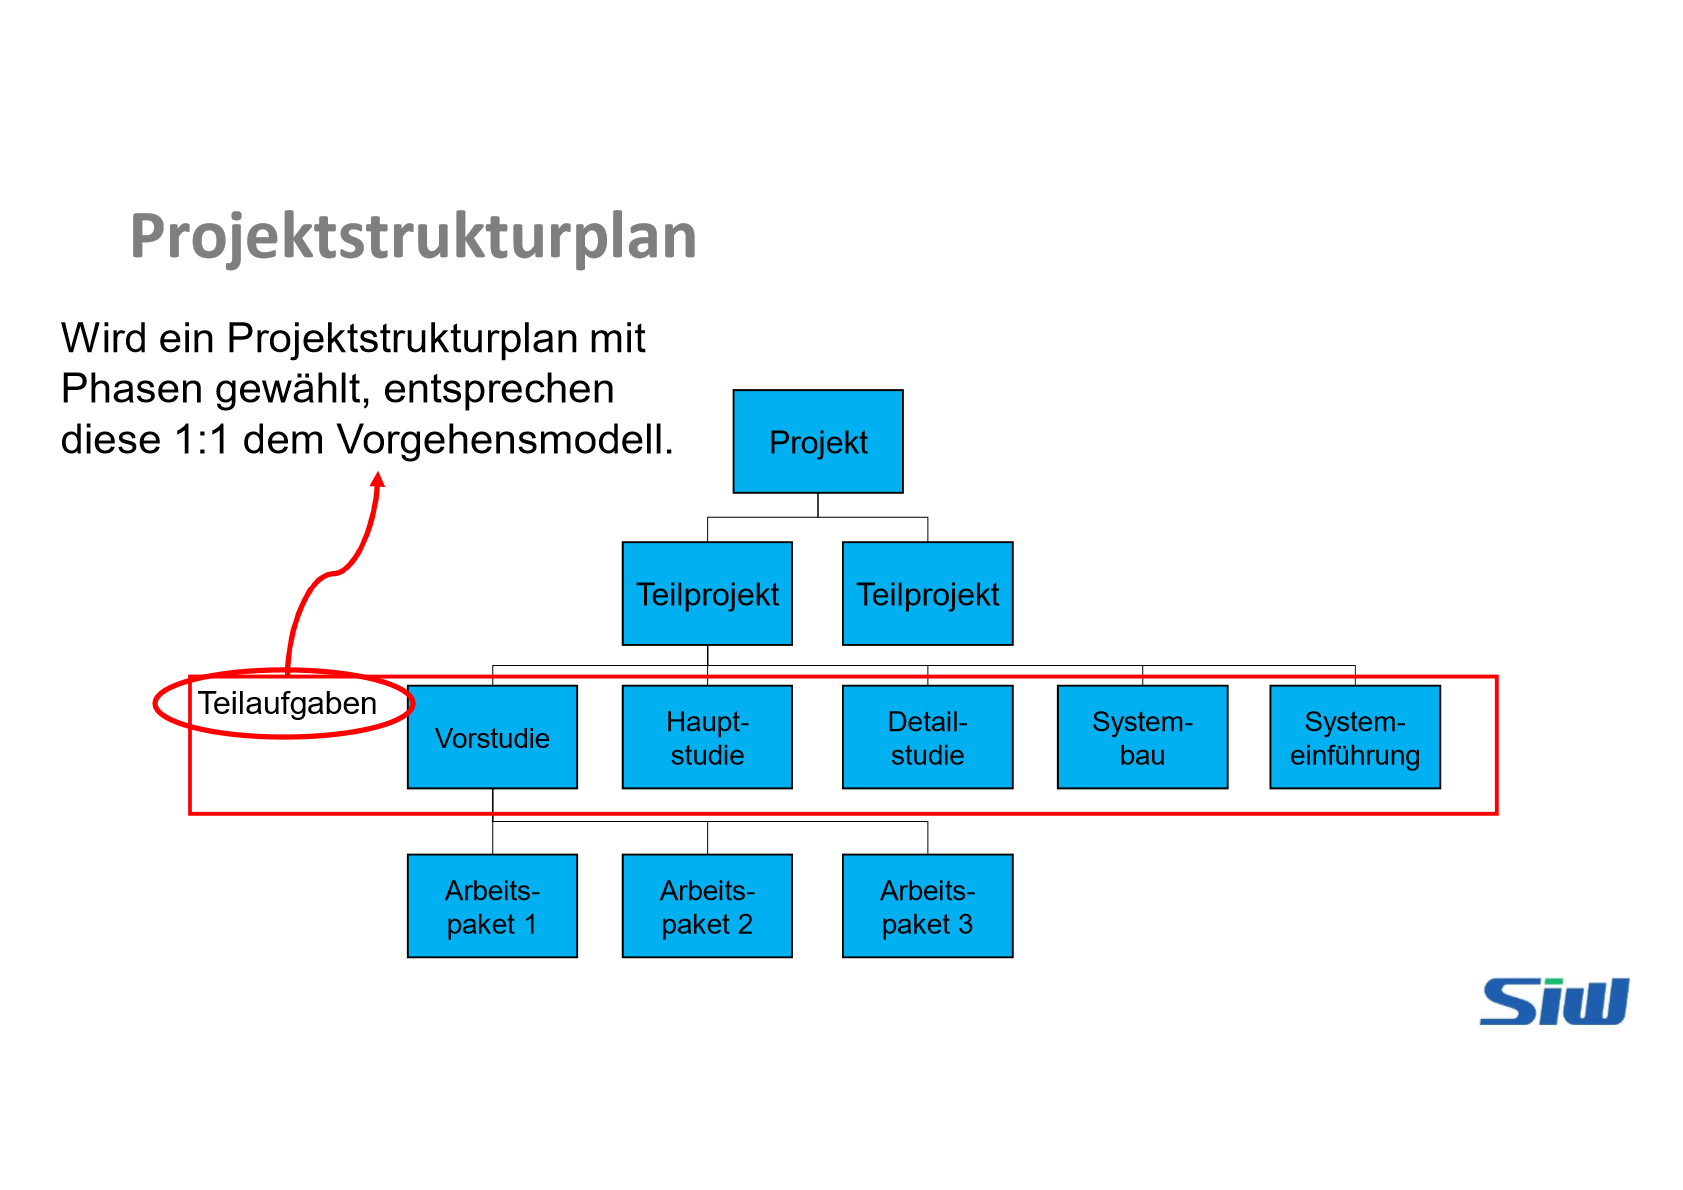 Projektstrukturplan
Wird ein Projektstrukturplan mit
Phasen gewählt, entsprechen
diese 1:1 dem Vorgehensmodell.
Projekt
Teilprojekt
Teilprojekt
Teilaufgaben
Vorstudie
Haupt-
studie
Detail-
studie
System-
bau
System-
einführung
Arbeits-
paket 1
Arbeits-
paket 2
Arbeits-
paket 3
Siw